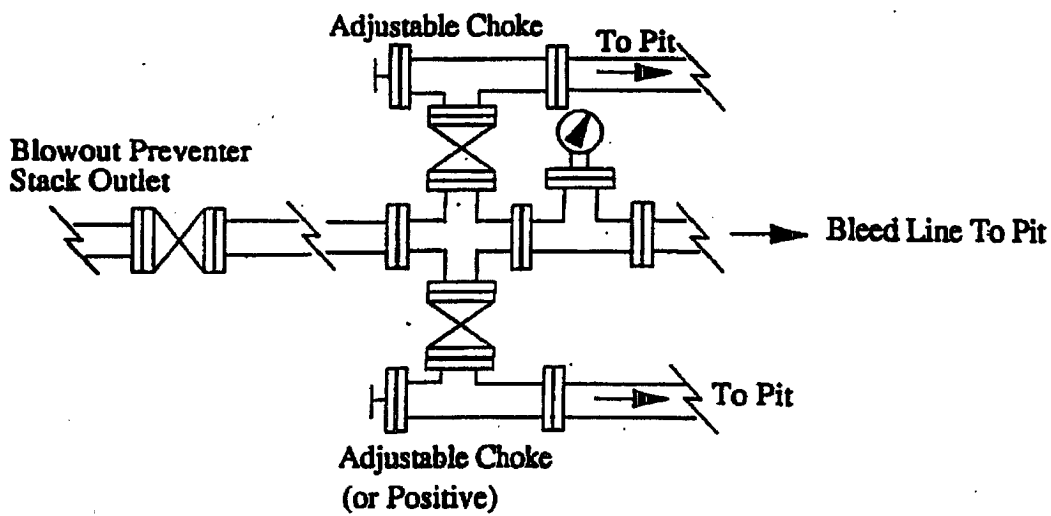 Adjustable Choke
To Pit
Blowout Preventer
Stack Outlet
Bleed Line To Pit
To Pit
Adjustable Choke
(or Positive)